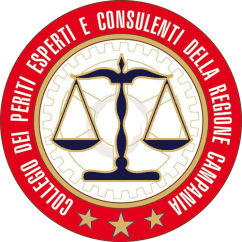 COLLEGIO DEI PERITI ESPERTI E CONSULENTI DELLA REGIONE CAMPANIA